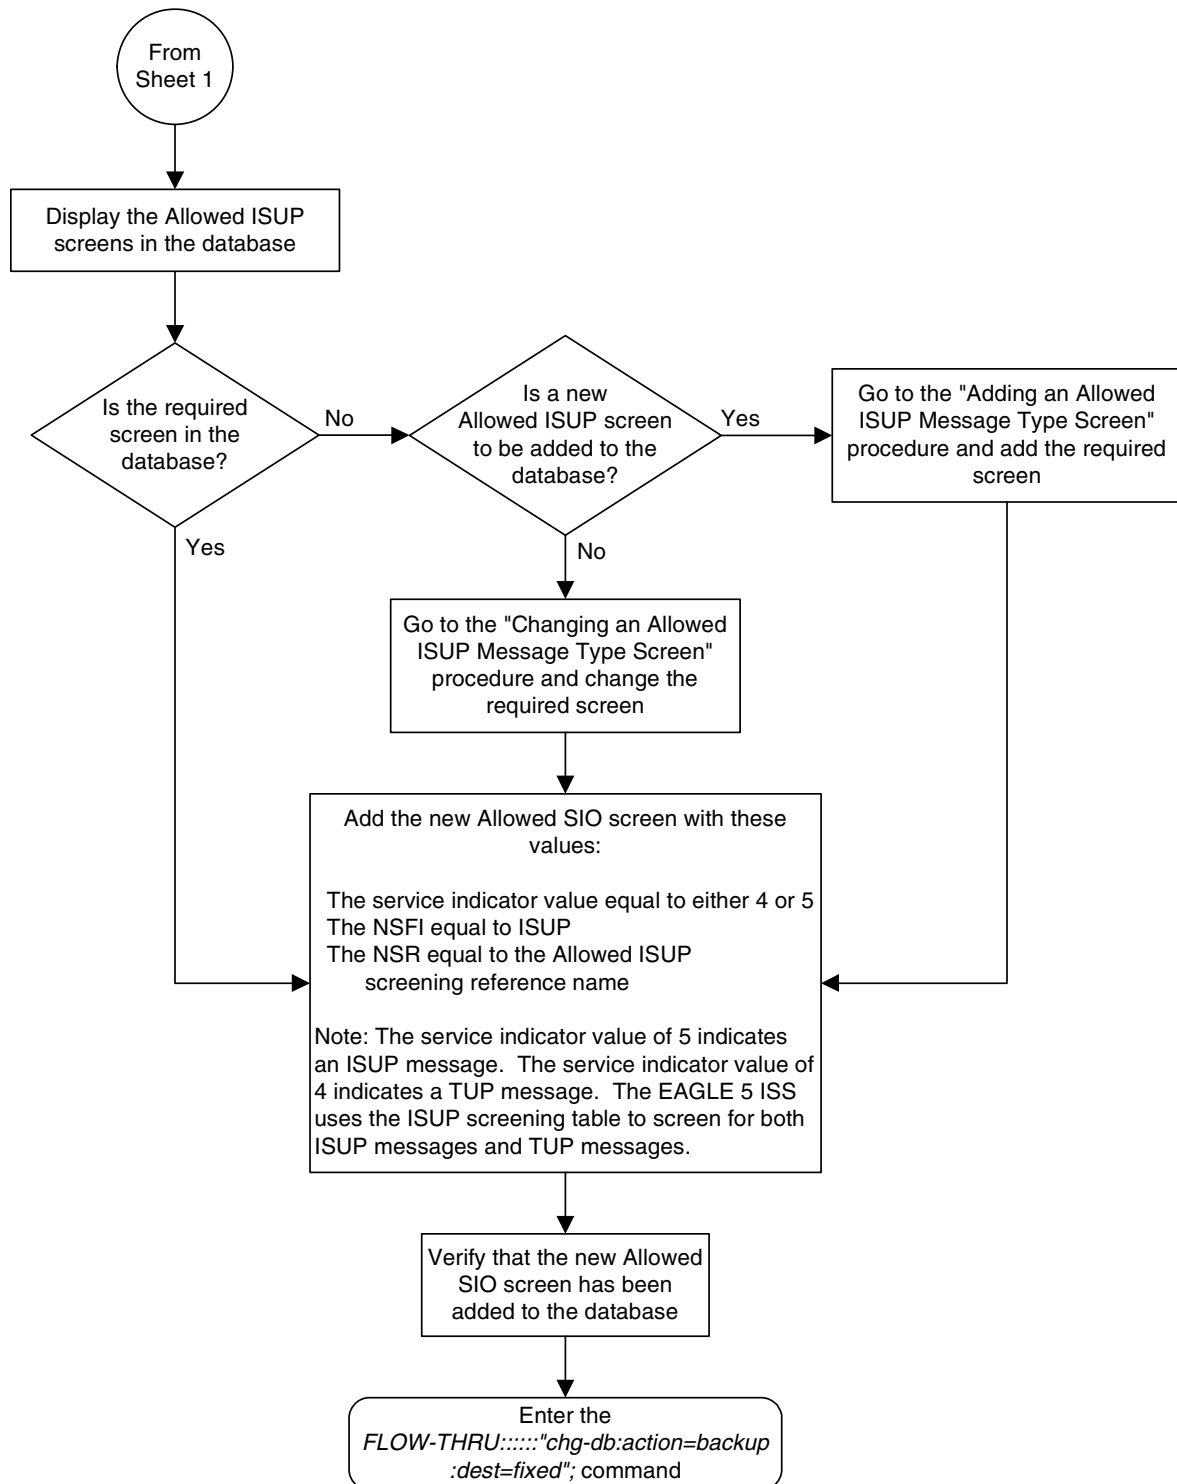 From
Sheet 1
Display the Allowed ISUP
screens in the database
Is the required
screen in the
database?
No
Yes
Is a new
Allowed ISUP screen
to be added to the
database?
Yes
No
Go to the "Adding an Allowed
ISUP Message Type Screen"
procedure and add the required
screen
Go to the "Changing an Allowed
ISUP Message Type Screen"
procedure and change the
required screen
Add the new Allowed SIO screen with these
values:
The service indicator value equal to either 4 or 5
The NSFI equal to ISUP
The NSR equal to the Allowed ISUP
screening reference name
Note: The service indicator value of 5 indicates
an ISUP message.  The service indicator value of
4 indicates a TUP message.  The EAGLE 5 ISS
uses the ISUP screening table to screen for both
ISUP messages and TUP messages.
Verify that the new Allowed
SIO screen has been
added to the database
Enter the
FLOW-THRU::::::"chg-db:action=backup
:dest=fixed"; command